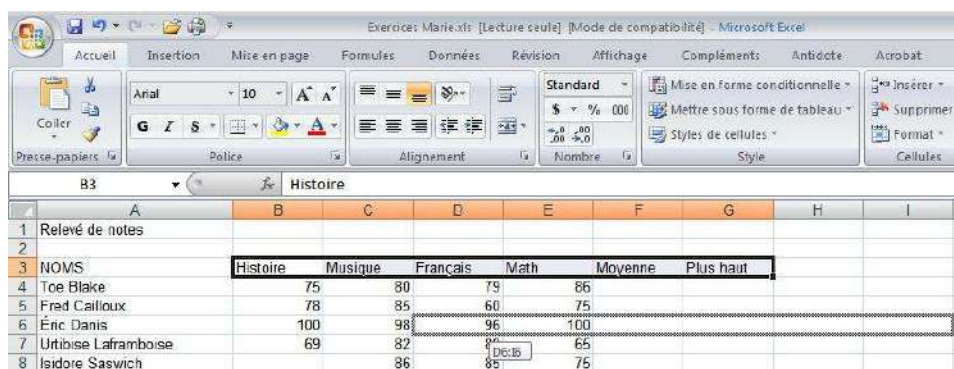 Exercices Marie.xls [Lecture seule] [Mode de compatibilité] - Microsoft Excel
Accueil Insertion Mise en page Formules Données Révision Affichage Compléments Antidote Acrobat
Arial 10 A A Standard Mise en forme conditionnelle Insérer
Coller $ % 000 Mettre sous forme de tableau Supprimer
G I S A ,00 ,0 Styles de cellules Format
Presse-papiers Police Alignement Nombre Style Cellules
B3 fx Histoire
A B C D E F G H I
1 Relevé de notes
2
3 NOMS Histoire Musique Français Math Moyenne Plus haut
4 Toe Blake 75 80 79 86
5 Fred Cailloux 78 85 60 75
6 Éric Danis 100 98 96 100
7 Urtibise Laframboise 69 82 65
D6:I6
8 Isidore Saswich 86 85 75